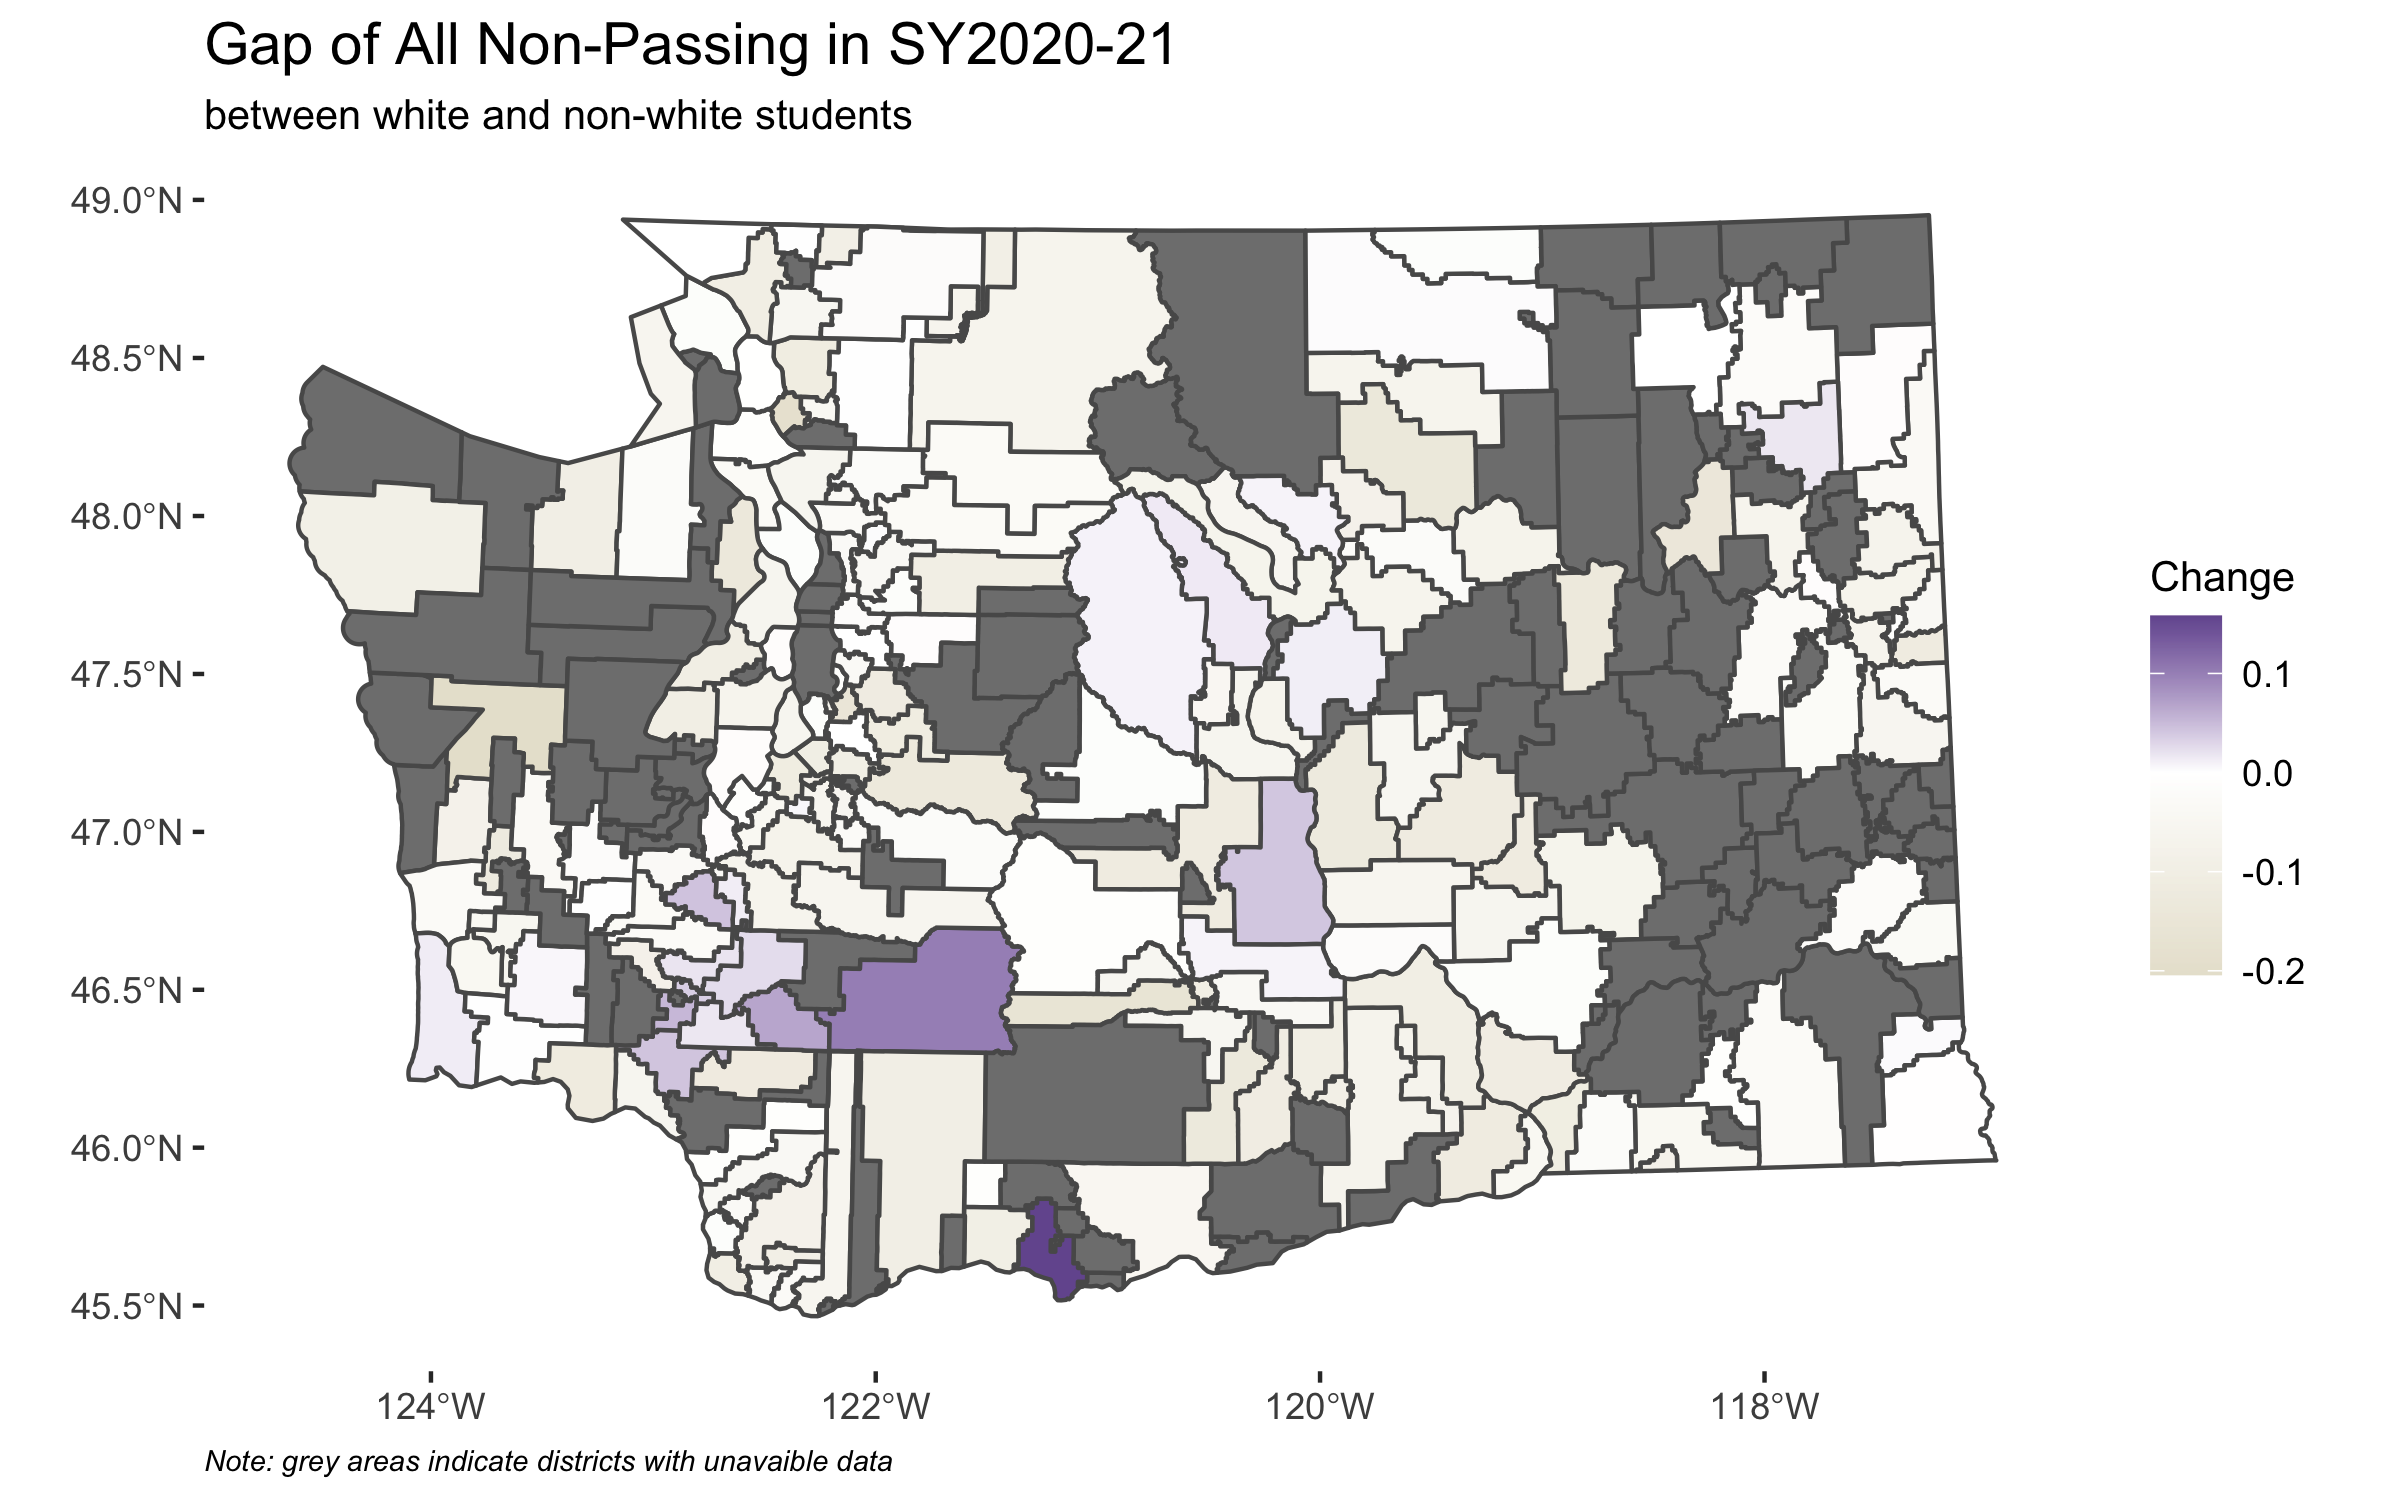 Gap of All Non-Passing in SY2020-21
between white and non-white students
49.0°N
48.5°N
48.0°N
47.5°N
47.0°N
46.5°N
46.0°N
45.5°N
124°W
122°W
120°W
118°W
Change
0.1
0.0
-0.1
-0.2
Note: grey areas indicate districts with unavaible data